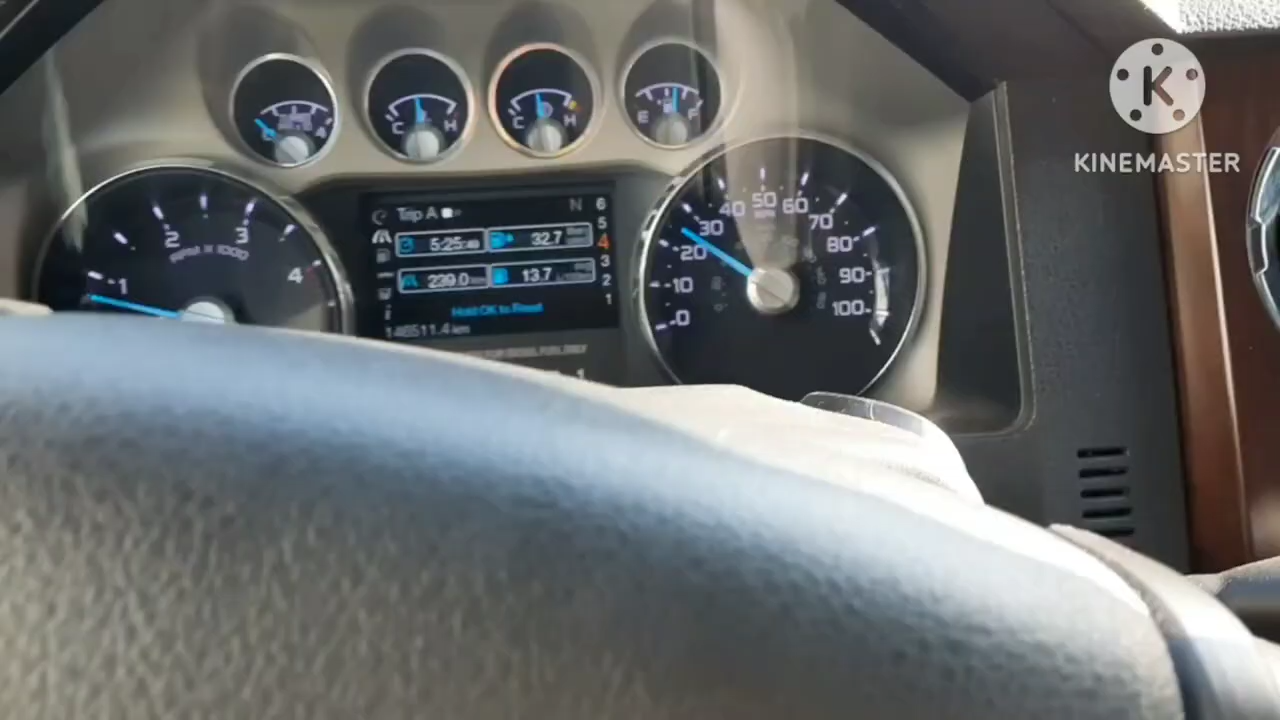 KINEMASTER
C H
C H
E F
1 2 3 4
RPM X 1000
Trip A
N 6 5 4 3 2 1
5:25:
32.7
239.0
13.7
Hold OK to Reset
146511.4 km
0 10 20 30 40 50 60 70 80 90 100
MPH